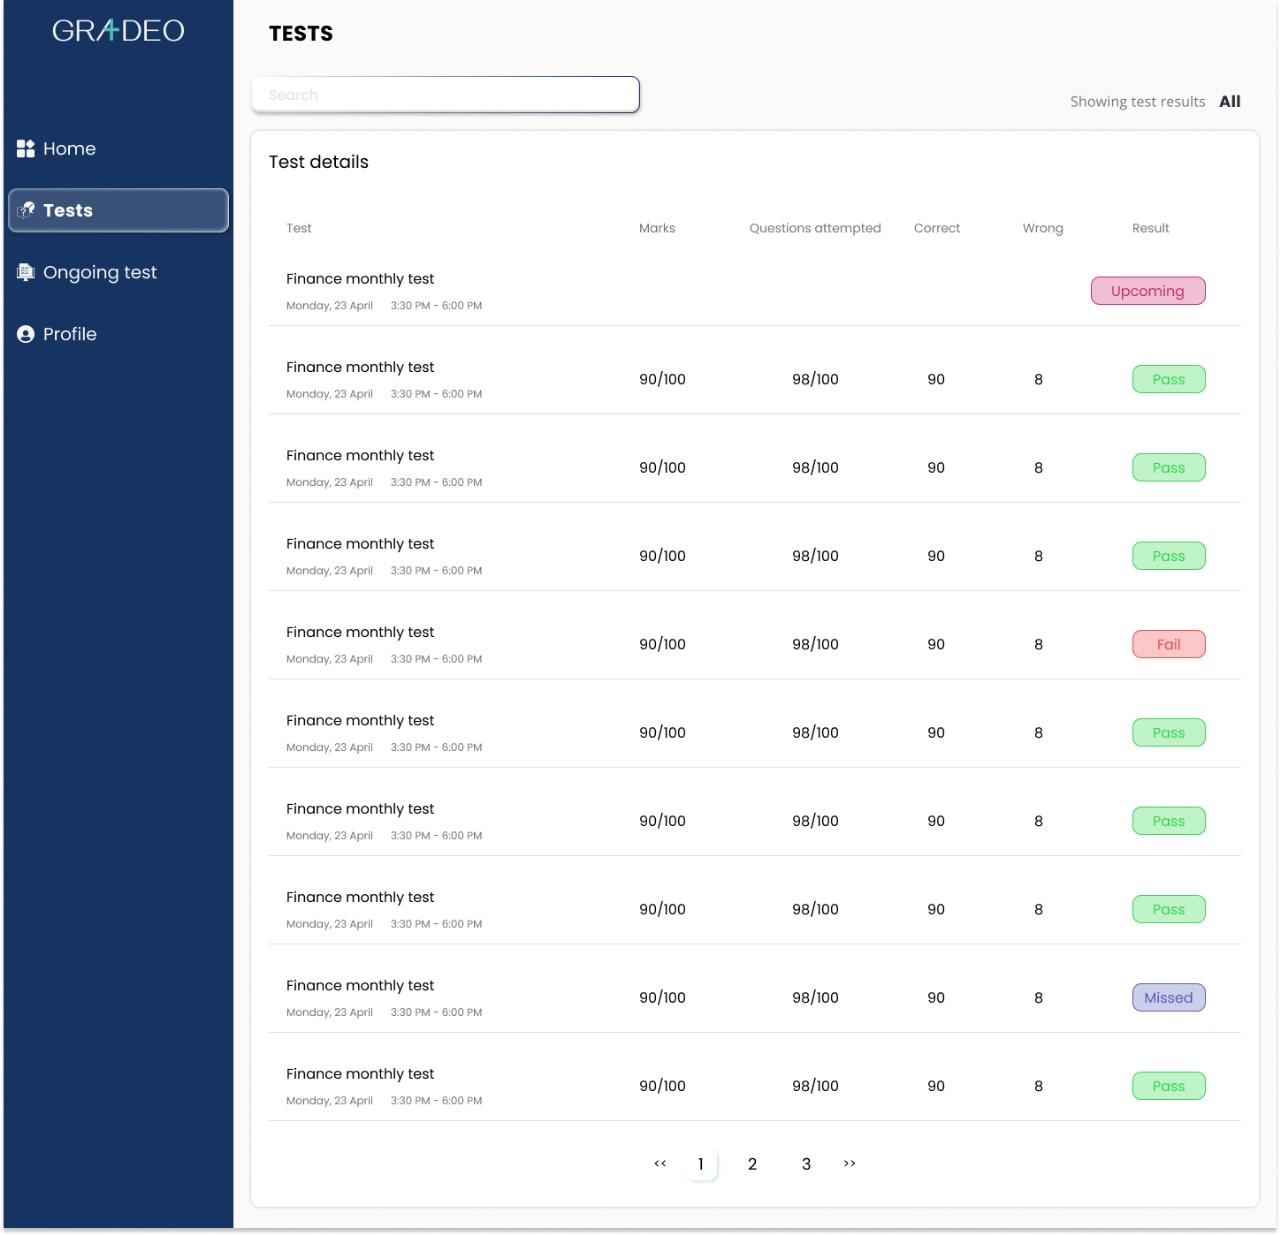 GRADEO
TESTS
Search
Showing test results All
Home
Tests
Ongoing test
Profile
Test details
Test Marks Questions attempted Correct Wrong Result
Finance monthly test
Monday, 23 April 3:30 PM - 6:00 PM
Upcoming
Finance monthly test
Monday, 23 April 3:30 PM - 6:00 PM
90/100 98/100 90 8 Pass
Finance monthly test
Monday, 23 April 3:30 PM - 6:00 PM
90/100 98/100 90 8 Pass
Finance monthly test
Monday, 23 April 3:30 PM - 6:00 PM
90/100 98/100 90 8 Pass
Finance monthly test
Monday, 23 April 3:30 PM - 6:00 PM
90/100 98/100 90 8 Fail
Finance monthly test
Monday, 23 April 3:30 PM - 6:00 PM
90/100 98/100 90 8 Pass
Finance monthly test
Monday, 23 April 3:30 PM - 6:00 PM
90/100 98/100 90 8 Pass
Finance monthly test
Monday, 23 April 3:30 PM - 6:00 PM
90/100 98/100 90 8 Pass
Finance monthly test
Monday, 23 April 3:30 PM - 6:00 PM
90/100 98/100 90 8 Missed
Finance monthly test
Monday, 23 April 3:30 PM - 6:00 PM
90/100 98/100 90 8 Pass
<< 1 2 3 >>